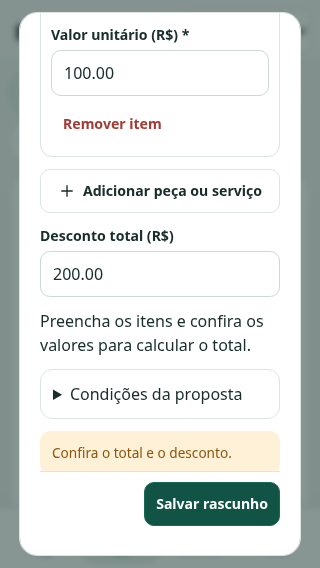 Valor unitário (R$) *
100.00
Remover item
+ Adicionar peça ou serviço
Desconto total (R$)
200.00
Preencha os itens e confira os
valores para calcular o total.
Condições da proposta
Confira o total e o desconto.
Salvar rascunho